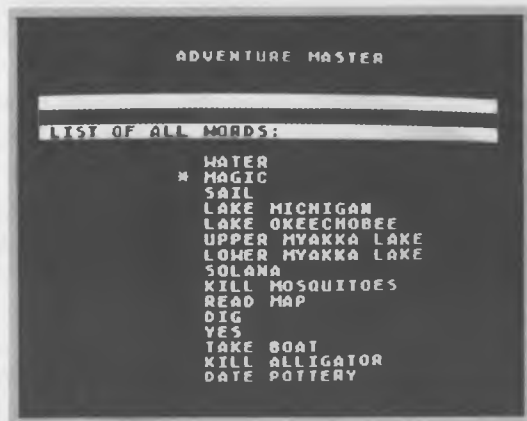 ADVENTURE MASTER
LIST OF ALL WORDS:
WATER
* MAGIC
SAIL
LAKE MICHIGAN
LAKE OKEECHOBEE
UPPER MYAKKA LAKE
LOWER MYAKKA LAKE
SOLANA
KILL MOSQUITOES
READ MAP
DIG
YES
TAKE BOAT
KILL ALLIGATOR
DATE POTTERY